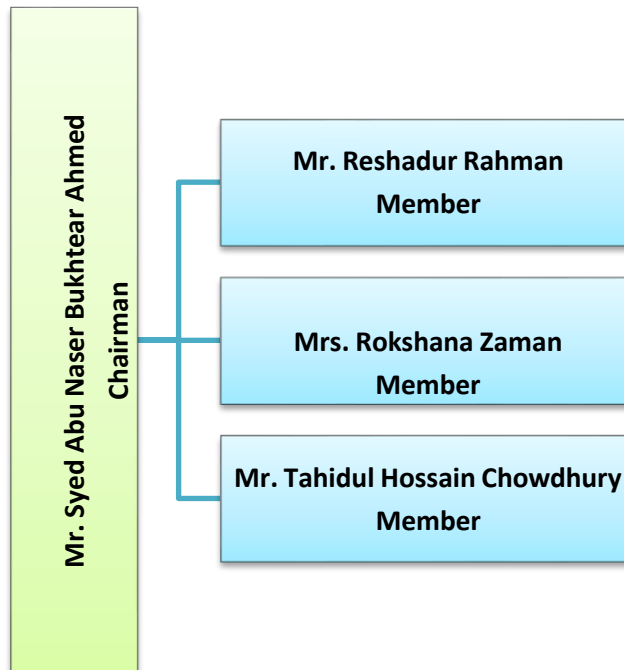 Mr. Syed Abu Naser Bukhtear Ahmed
Chairman
Mr. Reshadur Rahman
Member
Mrs. Rokshana Zaman
Member
Mr. Tahidul Hossain Chowdhury
Member